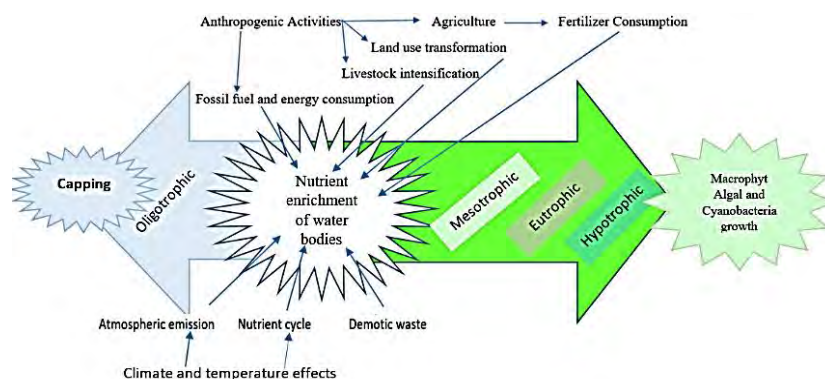 Anthropogenic Activities
Agriculture
Fertilizer Consumption
Land use transformation
Livestock intensification
Fossil fuel and energy consumption
Capping
Oligotrophic
Nutrient
enrichment
of water
bodies
Mesotrophic
Eutrophic
Hypotrophic
Macrophyt
Algal and
Cyanobacteria
growth
Atmospheric emission
Nutrient cycle
Demotic waste
Climate and temperature effects